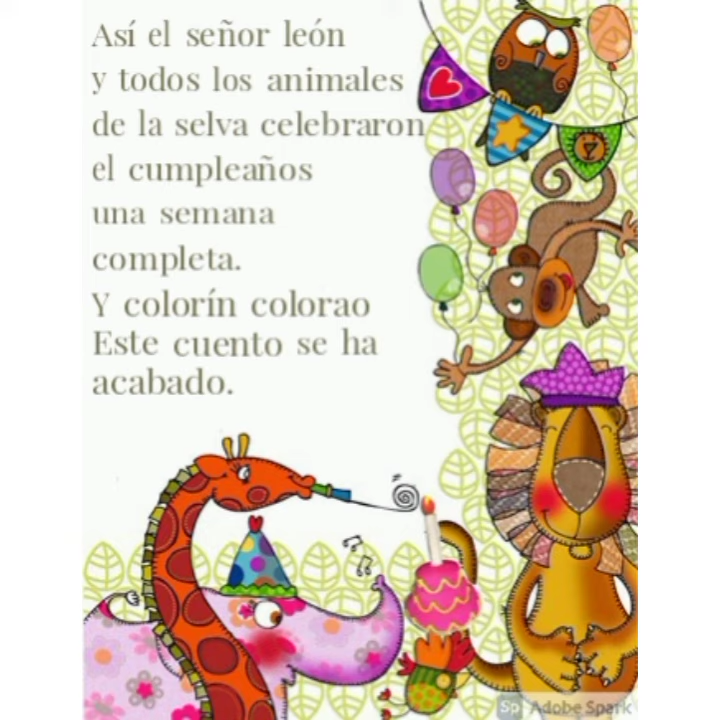 Así el señor león
y todos los animales
de la selva celebraron
el cumpleaños
una semana
completa.
Y colorín colorao
Este cuento se ha
acabado.
Sp Adobe Spark